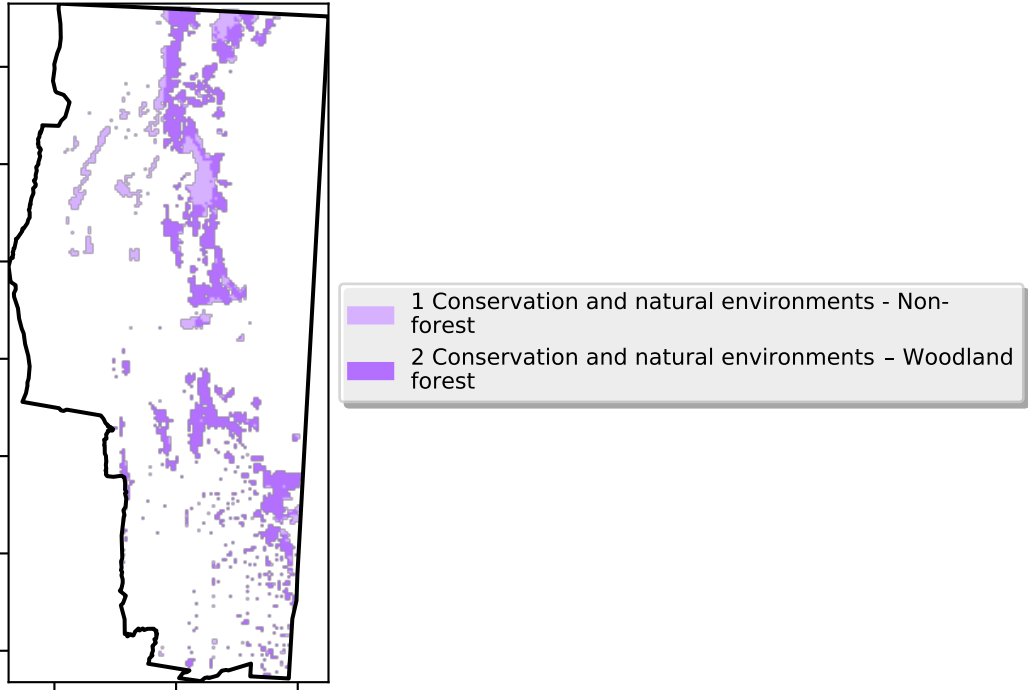 1 Conservation and natural environments - Non-
forest
2 Conservation and natural environments – Woodland
forest